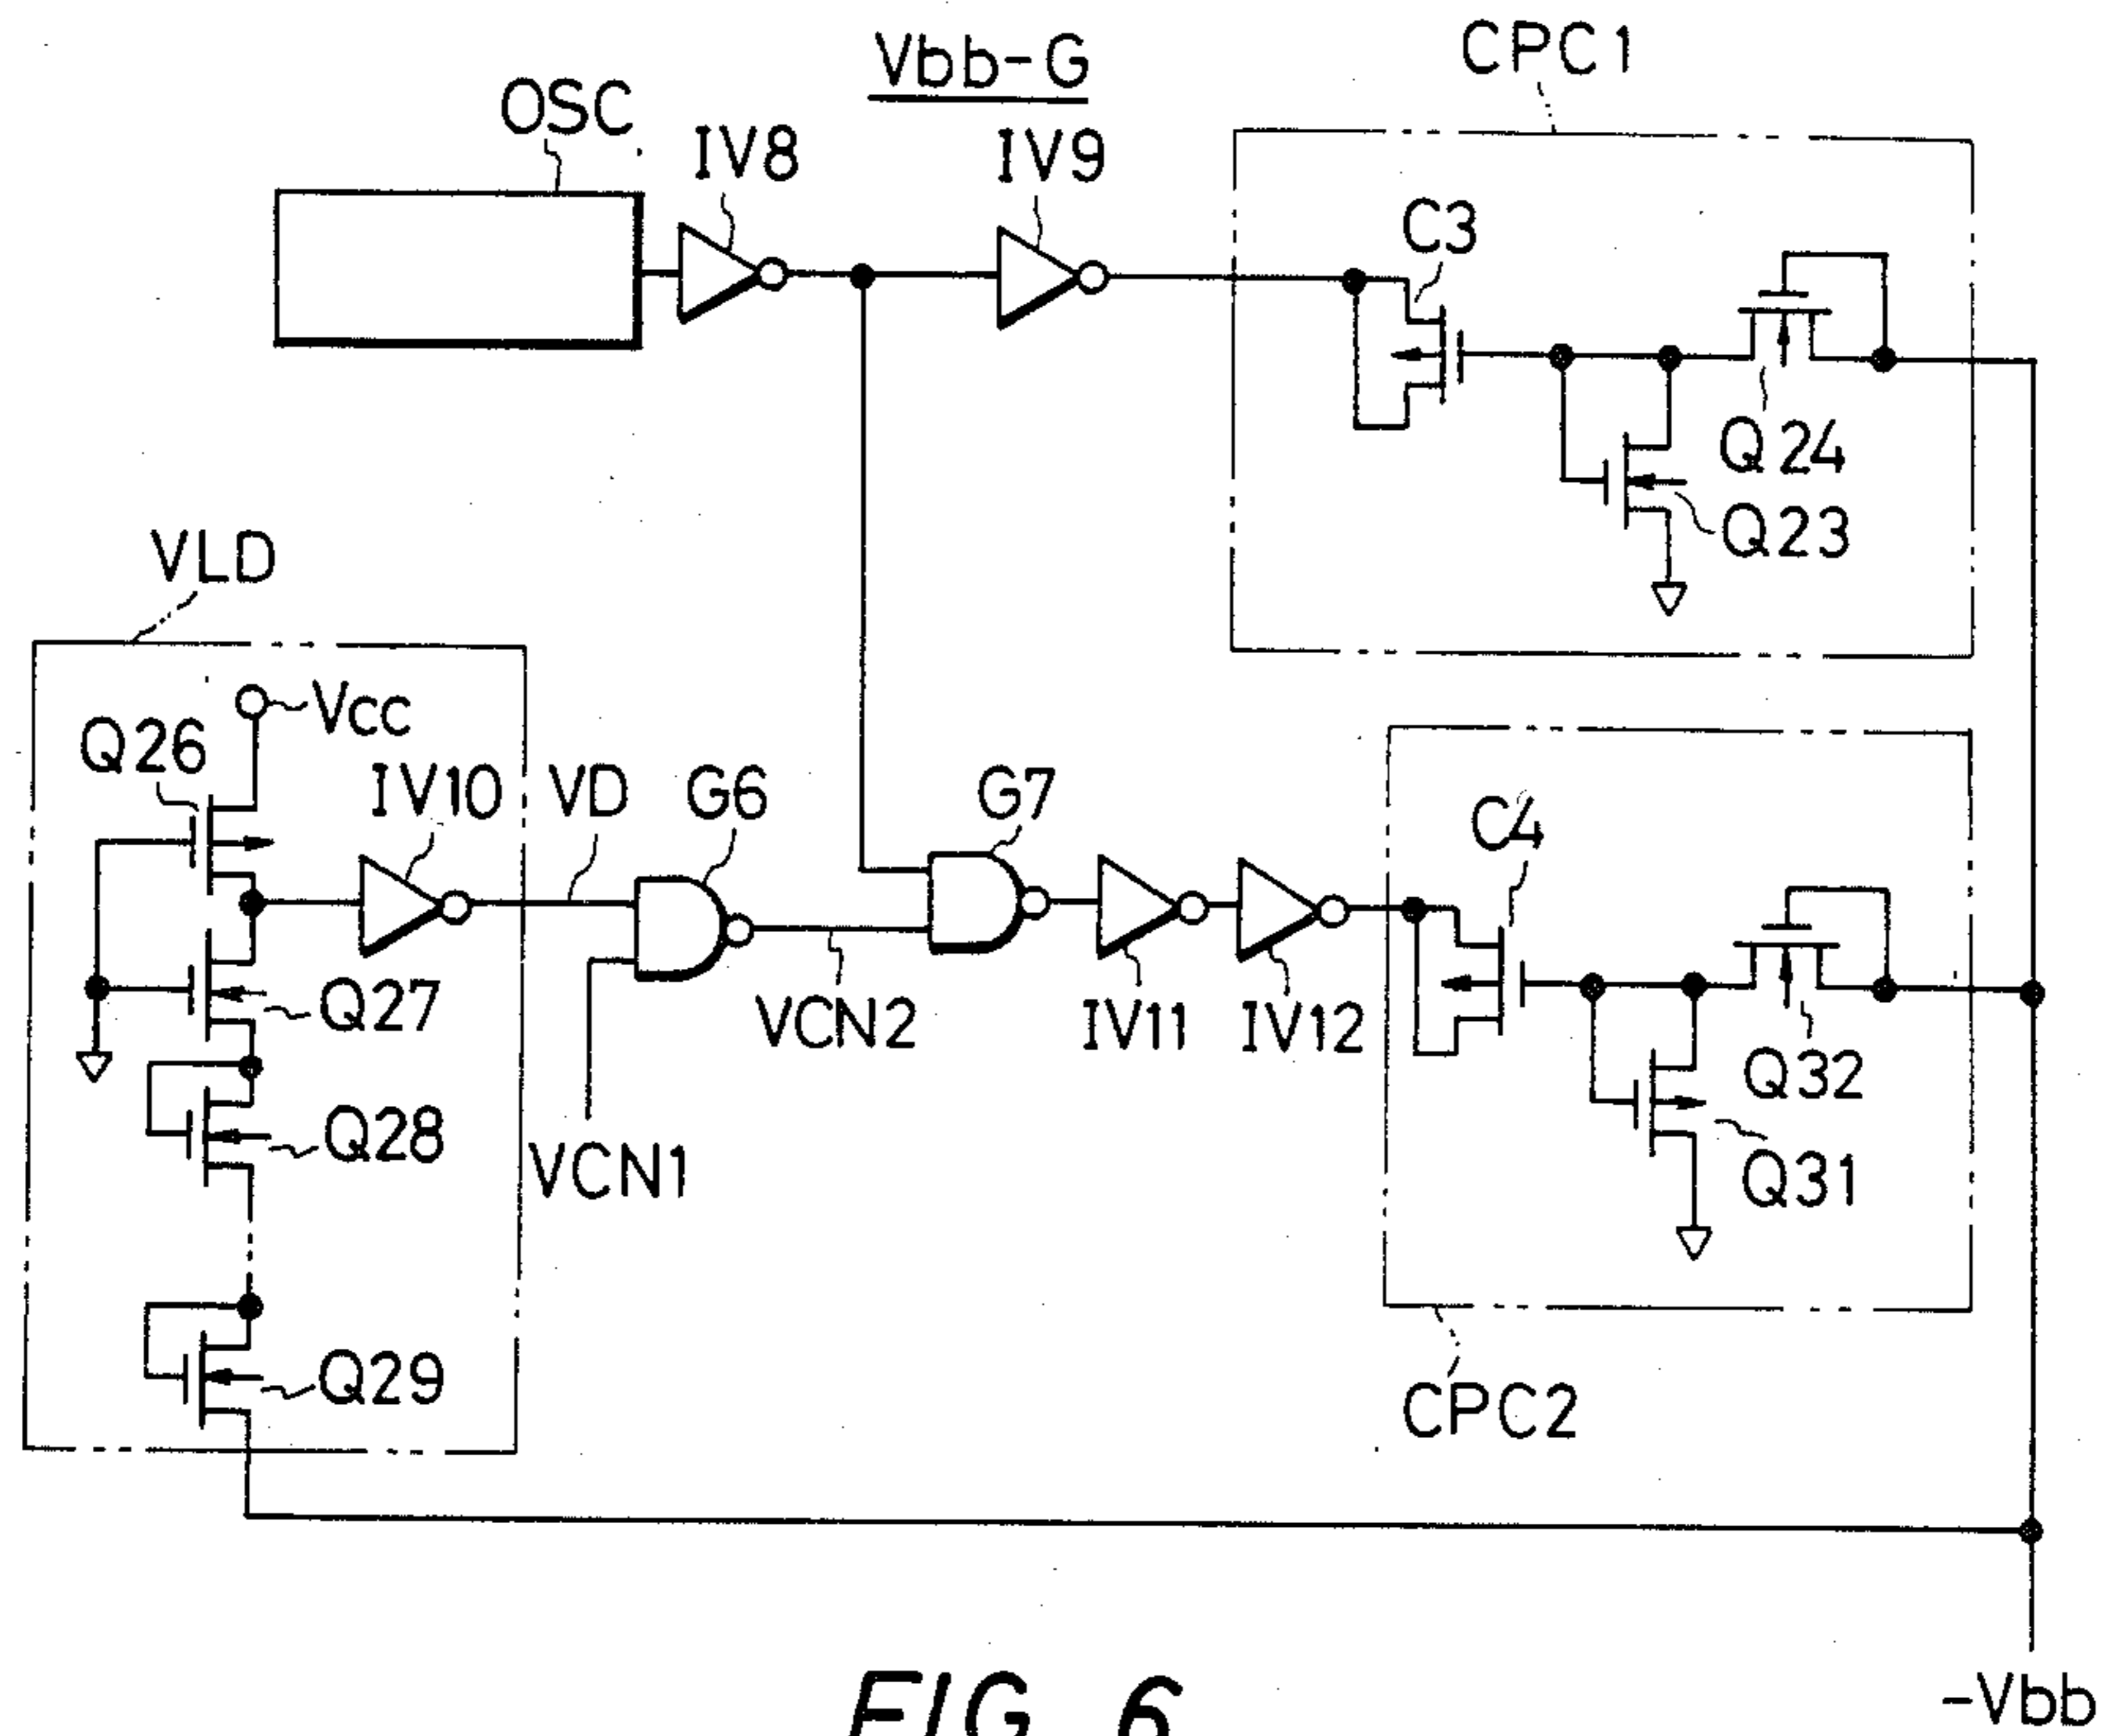 Vbb-G
CPC1
OSC
IV8
IV9
C3
Q24
Q23
VLD
Vcc
Q26
IV10
VD
G6
G7
C4
Q27
VCN2
IV11
IV12
Q32
Q28
VCN1
Q31
Q29
CPC2
-Vbb
FIG. 6